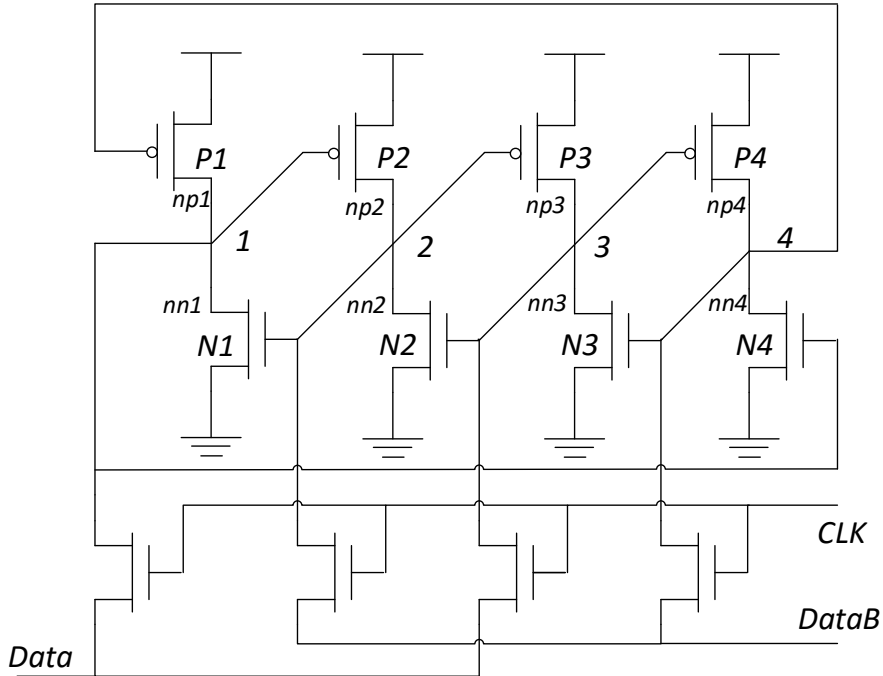 P1 P2 P3 P4
np1 np2 np3 np4
1 2 3 4
nn1 nn2 nn3 nn4
N1 N2 N3 N4
CLK
DataB
Data